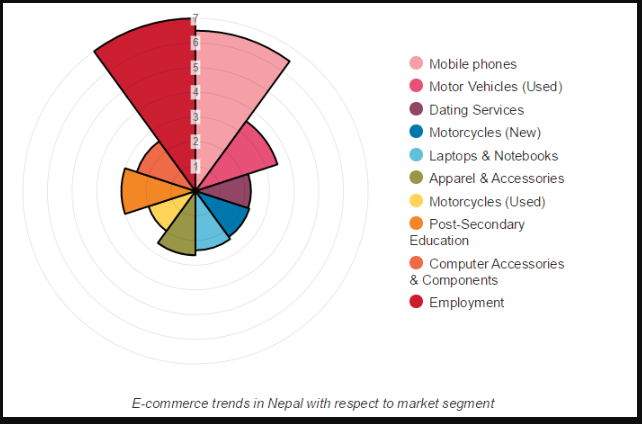 7
6
5
4
3
2
1
Mobile phones
Motor Vehicles (Used)
Dating Services
Motorcycles (New)
Laptops & Notebooks
Apparel & Accessories
Motorcycles (Used)
Post-Secondary
Education
Computer Accessories
& Components
Employment
E-commerce trends in Nepal with respect to market segment